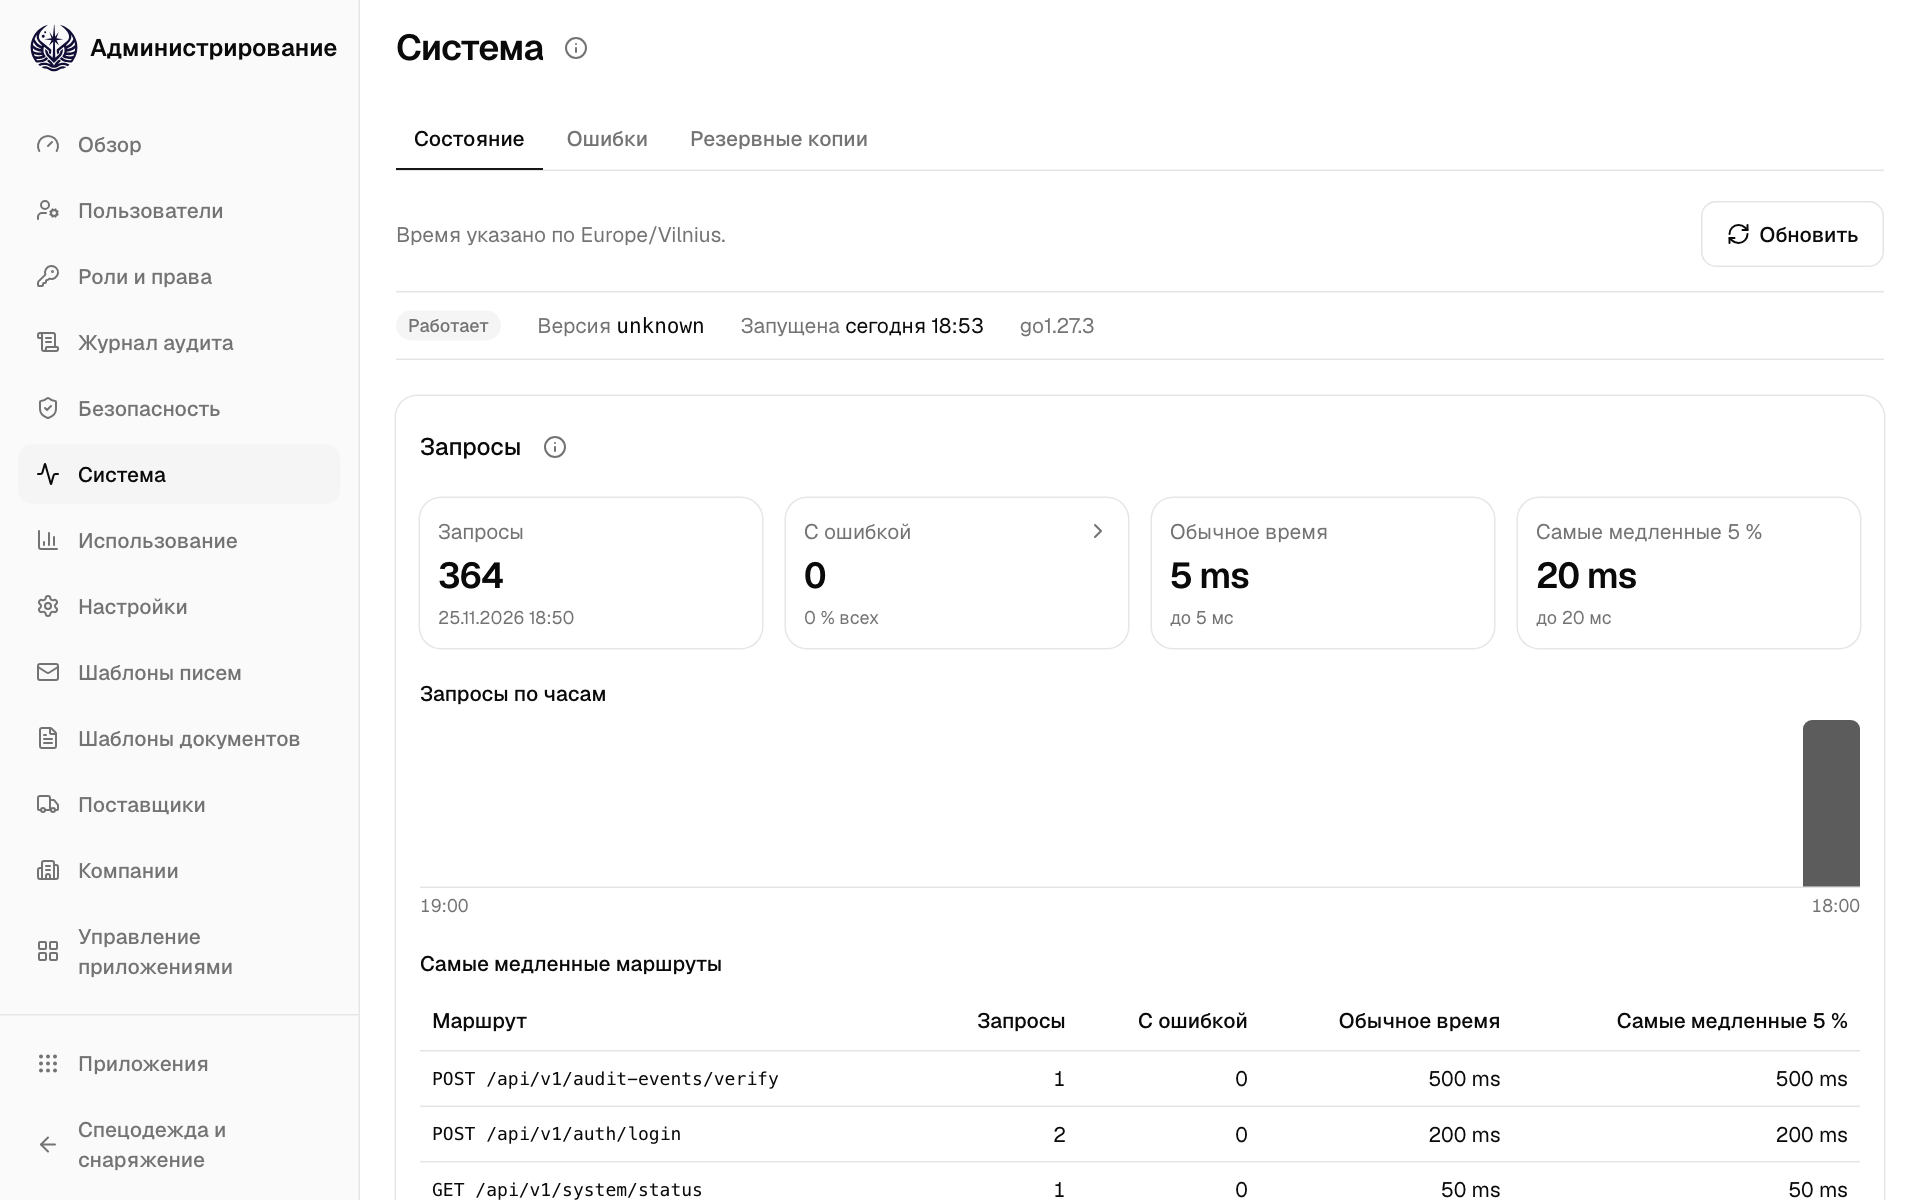 Администрирование
Обзор
Пользователи
Роли и права
Журнал аудита
Безопасность
Система
Использование
Настройки
Шаблоны писем
Шаблоны документов
Поставщики
Компании
Управление
приложениями
Приложения
Спецодежда и
снаряжение
Система
Состояние Ошибки Резервные копии
Время указано по Europe/Vilnius.
Обновить
Работает Версия unknown Запущена сегодня 18:53 go1.27.3
Запросы
Запросы
364
25.11.2026 18:50
С ошибкой
0
0 % всех
Обычное время
5 ms
до 5 мс
Самые медленные 5 %
20 ms
до 20 мс
Запросы по часам
19:00 18:00
Самые медленные маршруты
Маршрут Запросы С ошибкой Обычное время Самые медленные 5 %
POST /api/v1/audit-events/verify 1 0 500 ms 500 ms
POST /api/v1/auth/login 2 0 200 ms 200 ms
GET /api/v1/system/status 1 0 50 ms 50 ms